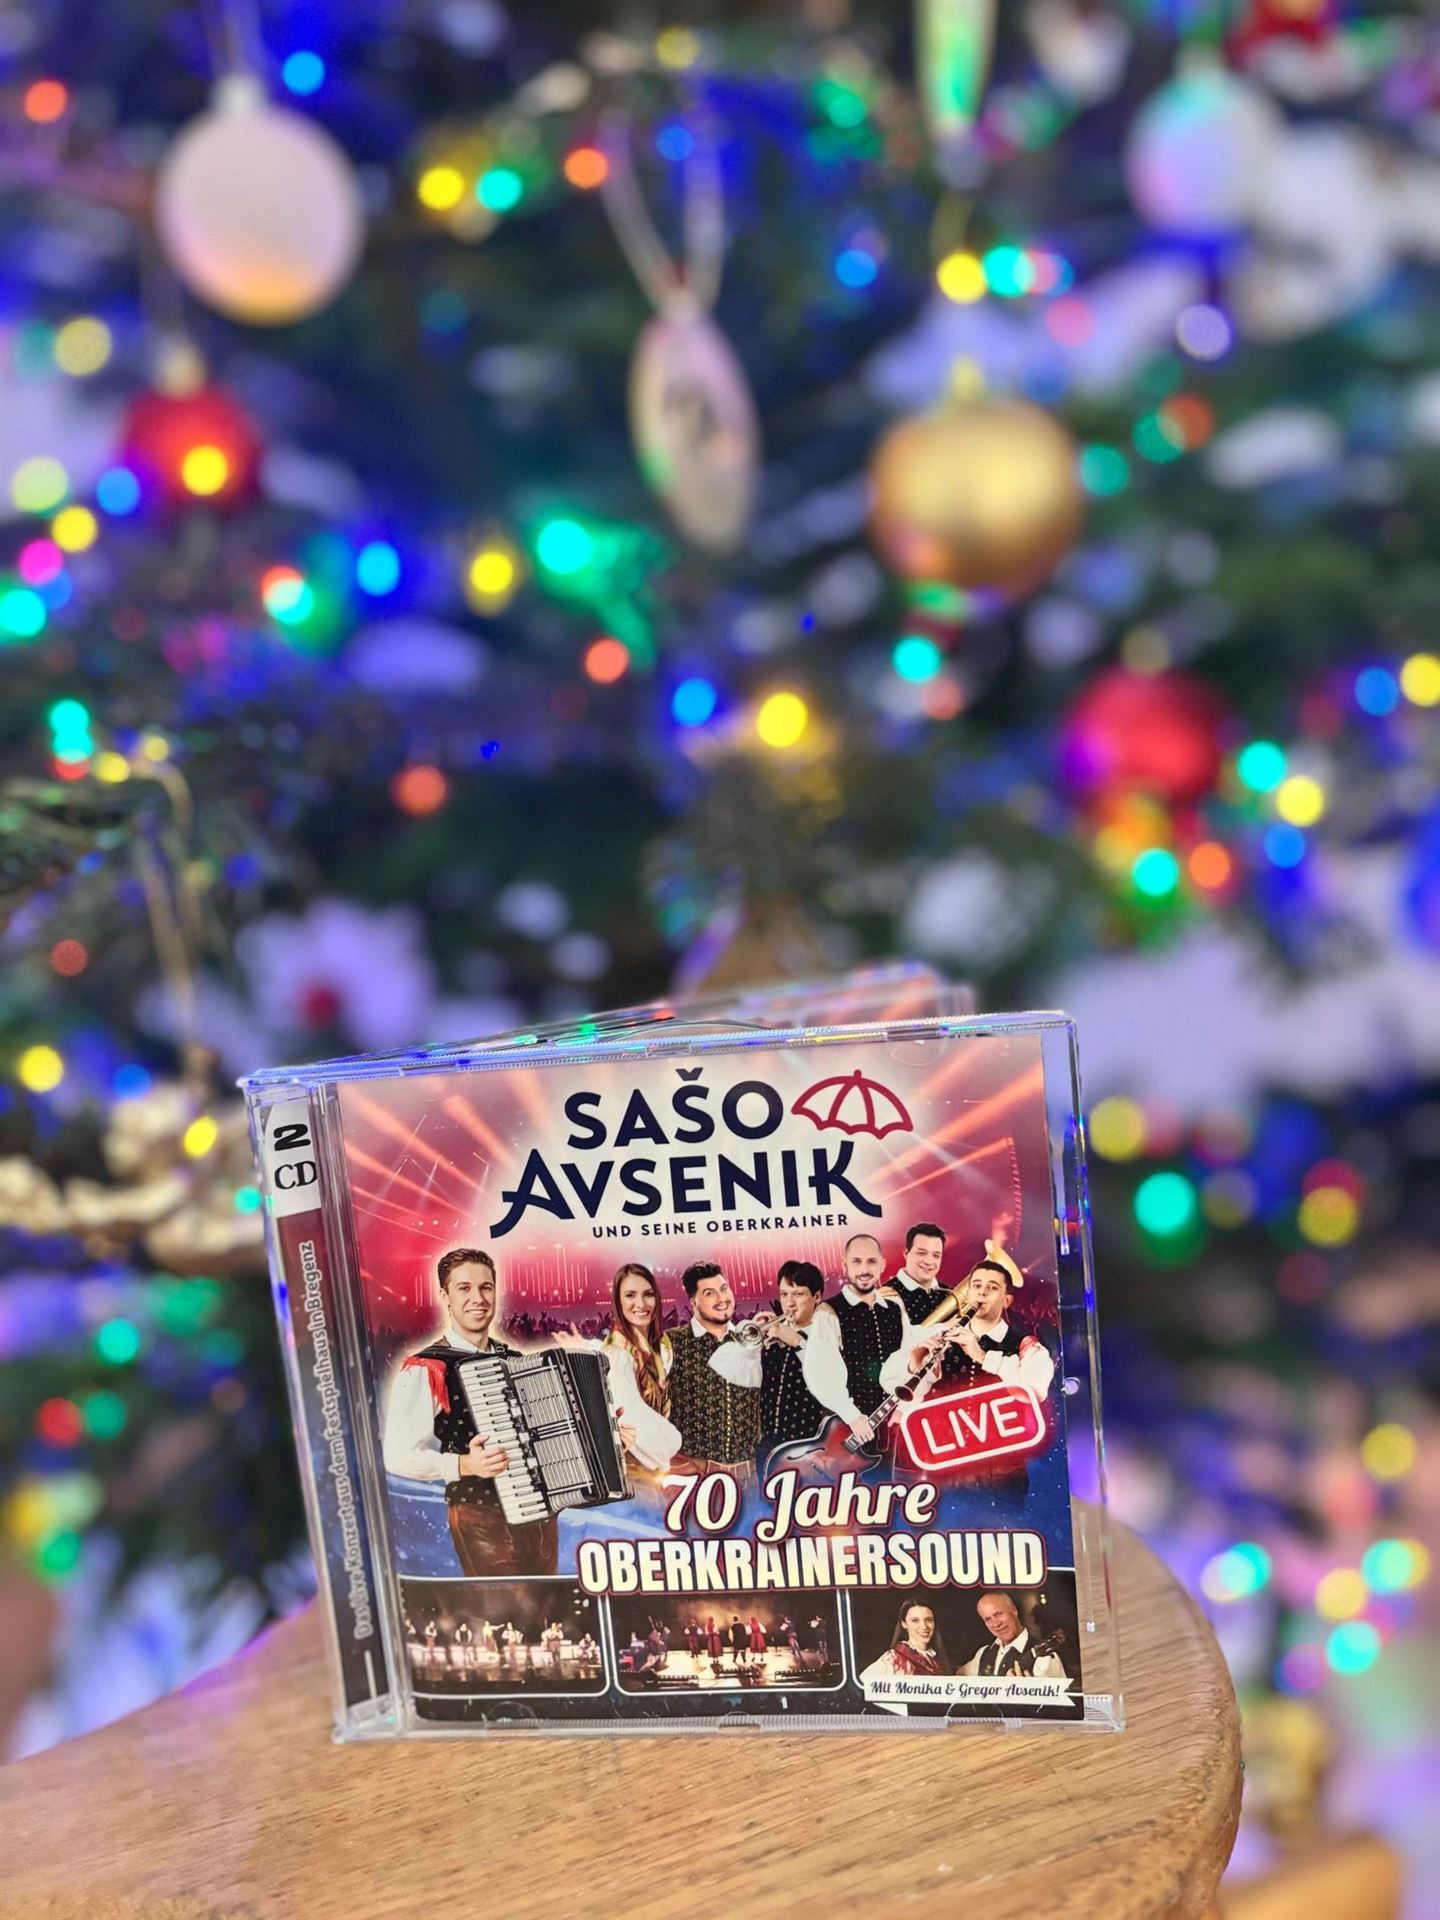 2
CD
Das Live-Konzert aus dem Festspielhaus in Bregenz
SAŠO
AVSENIK
UND SEINE OBERKRAINER
LIVE
70 Jahre
OBERKRAINERSOUND
Mit Monika & Gregor Avsenik!